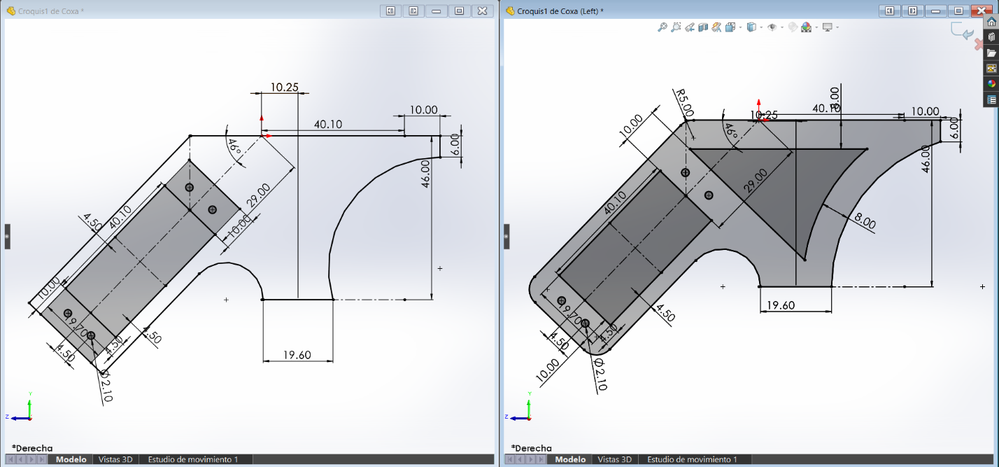 Croquis1 de Coxa *
10.25
10.00
40.10
6.00
46°
46.00
29.00
10.00
40.10
4.50
10.00
19.70
4.50
4.50
4.50
Ø2.10
19.60
Y
Z
*Derecha
Modelo
Vistas 3D
Estudio de movimiento 1
Croquis1 de Coxa (Left) *
R5.00
8.00
10.25
40.10
10.00
10.00
6.00
46°
46.00
29.00
40.10
8.00
19.70
4.50
4.50
4.50
10.00
Ø2.10
19.60
Y
Z
*Derecha
Modelo
Vistas 3D
Estudio de movimiento 1